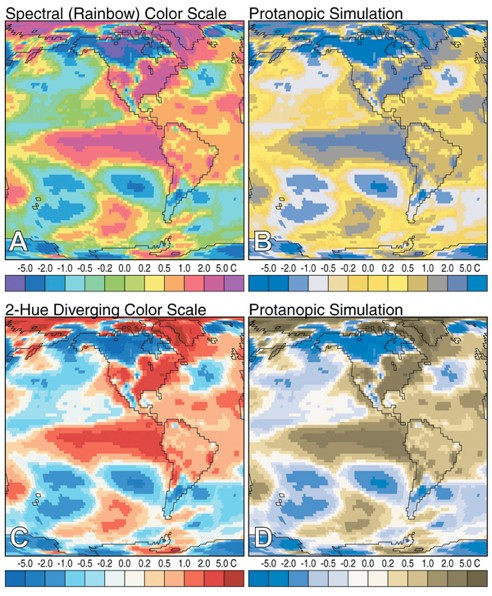 Spectral (Rainbow) Color Scale
Protanopic Simulation
A
B
-5.0 -2.0 -1.0 -0.5 -0.2 0.0 0.2 0.5 1.0 2.0 5.0 C
-5.0 -2.0 -1.0 -0.5 -0.2 0.0 0.2 0.5 1.0 2.0 5.0 C
2-Hue Diverging Color Scale
Protanopic Simulation
C
D
-5.0 -2.0 -1.0 -0.5 -0.2 0.0 0.2 0.5 1.0 2.0 5.0 C
-5.0 -2.0 -1.0 -0.5 -0.2 0.0 0.2 0.5 1.0 2.0 5.0 C